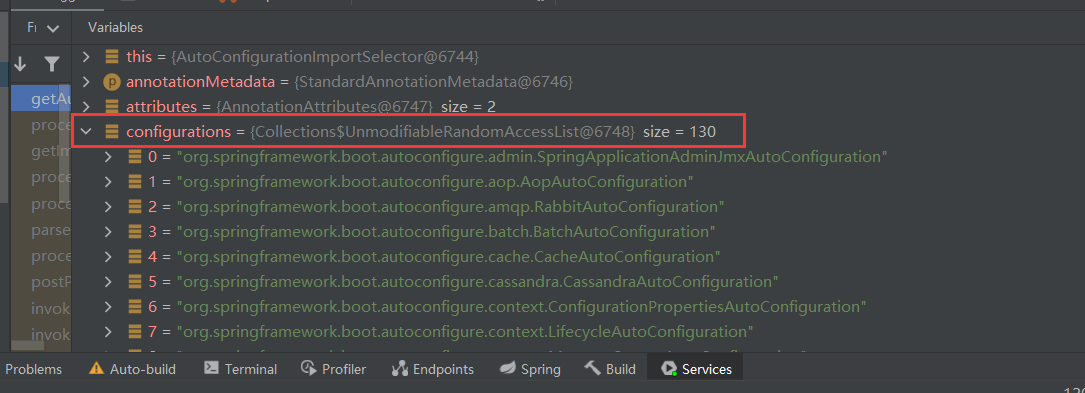 Fr Variables
this = {AutoConfigurationImportSelector@6744}
annotationMetadata = {StandardAnnotationMetadata@6746}
getAu attributes = {AnnotationAttributes@6747} size = 2
proce configurations = {Collections$UnmodifiableRandomAccessList@6748} size = 130
getIm 0 = "org.springframework.boot.autoconfigure.admin.SpringApplicationAdminJmxAutoConfiguration"
proce 1 = "org.springframework.boot.autoconfigure.aop.AopAutoConfiguration"
proce 2 = "org.springframework.boot.autoconfigure.amqp.RabbitAutoConfiguration"
parse 3 = "org.springframework.boot.autoconfigure.batch.BatchAutoConfiguration"
proce 4 = "org.springframework.boot.autoconfigure.cache.CacheAutoConfiguration"
postP 5 = "org.springframework.boot.autoconfigure.cassandra.CassandraAutoConfiguration"
invok 6 = "org.springframework.boot.autoconfigure.context.ConfigurationPropertiesAutoConfiguration"
invok 7 = "org.springframework.boot.autoconfigure.context.LifecycleAutoConfiguration"
Problems Auto-build Terminal Profiler Endpoints Spring Build Services